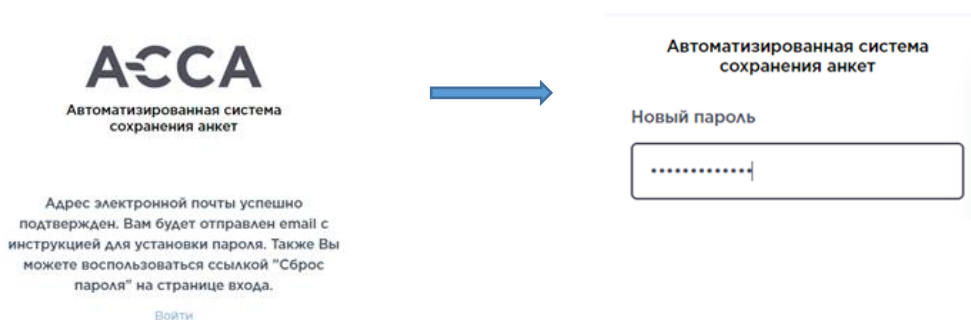 АССА
Автоматизированная система
сохранения анкет
Адрес электронной почты успешно
подтвержден. Вам будет отправлен email с
инструкцией для установки пароля. Также Вы
можете воспользоваться ссылкой "Сброс
пароля" на странице входа.
Войти
Автоматизированная система
сохранения анкет
Новый пароль
•••••••••••••